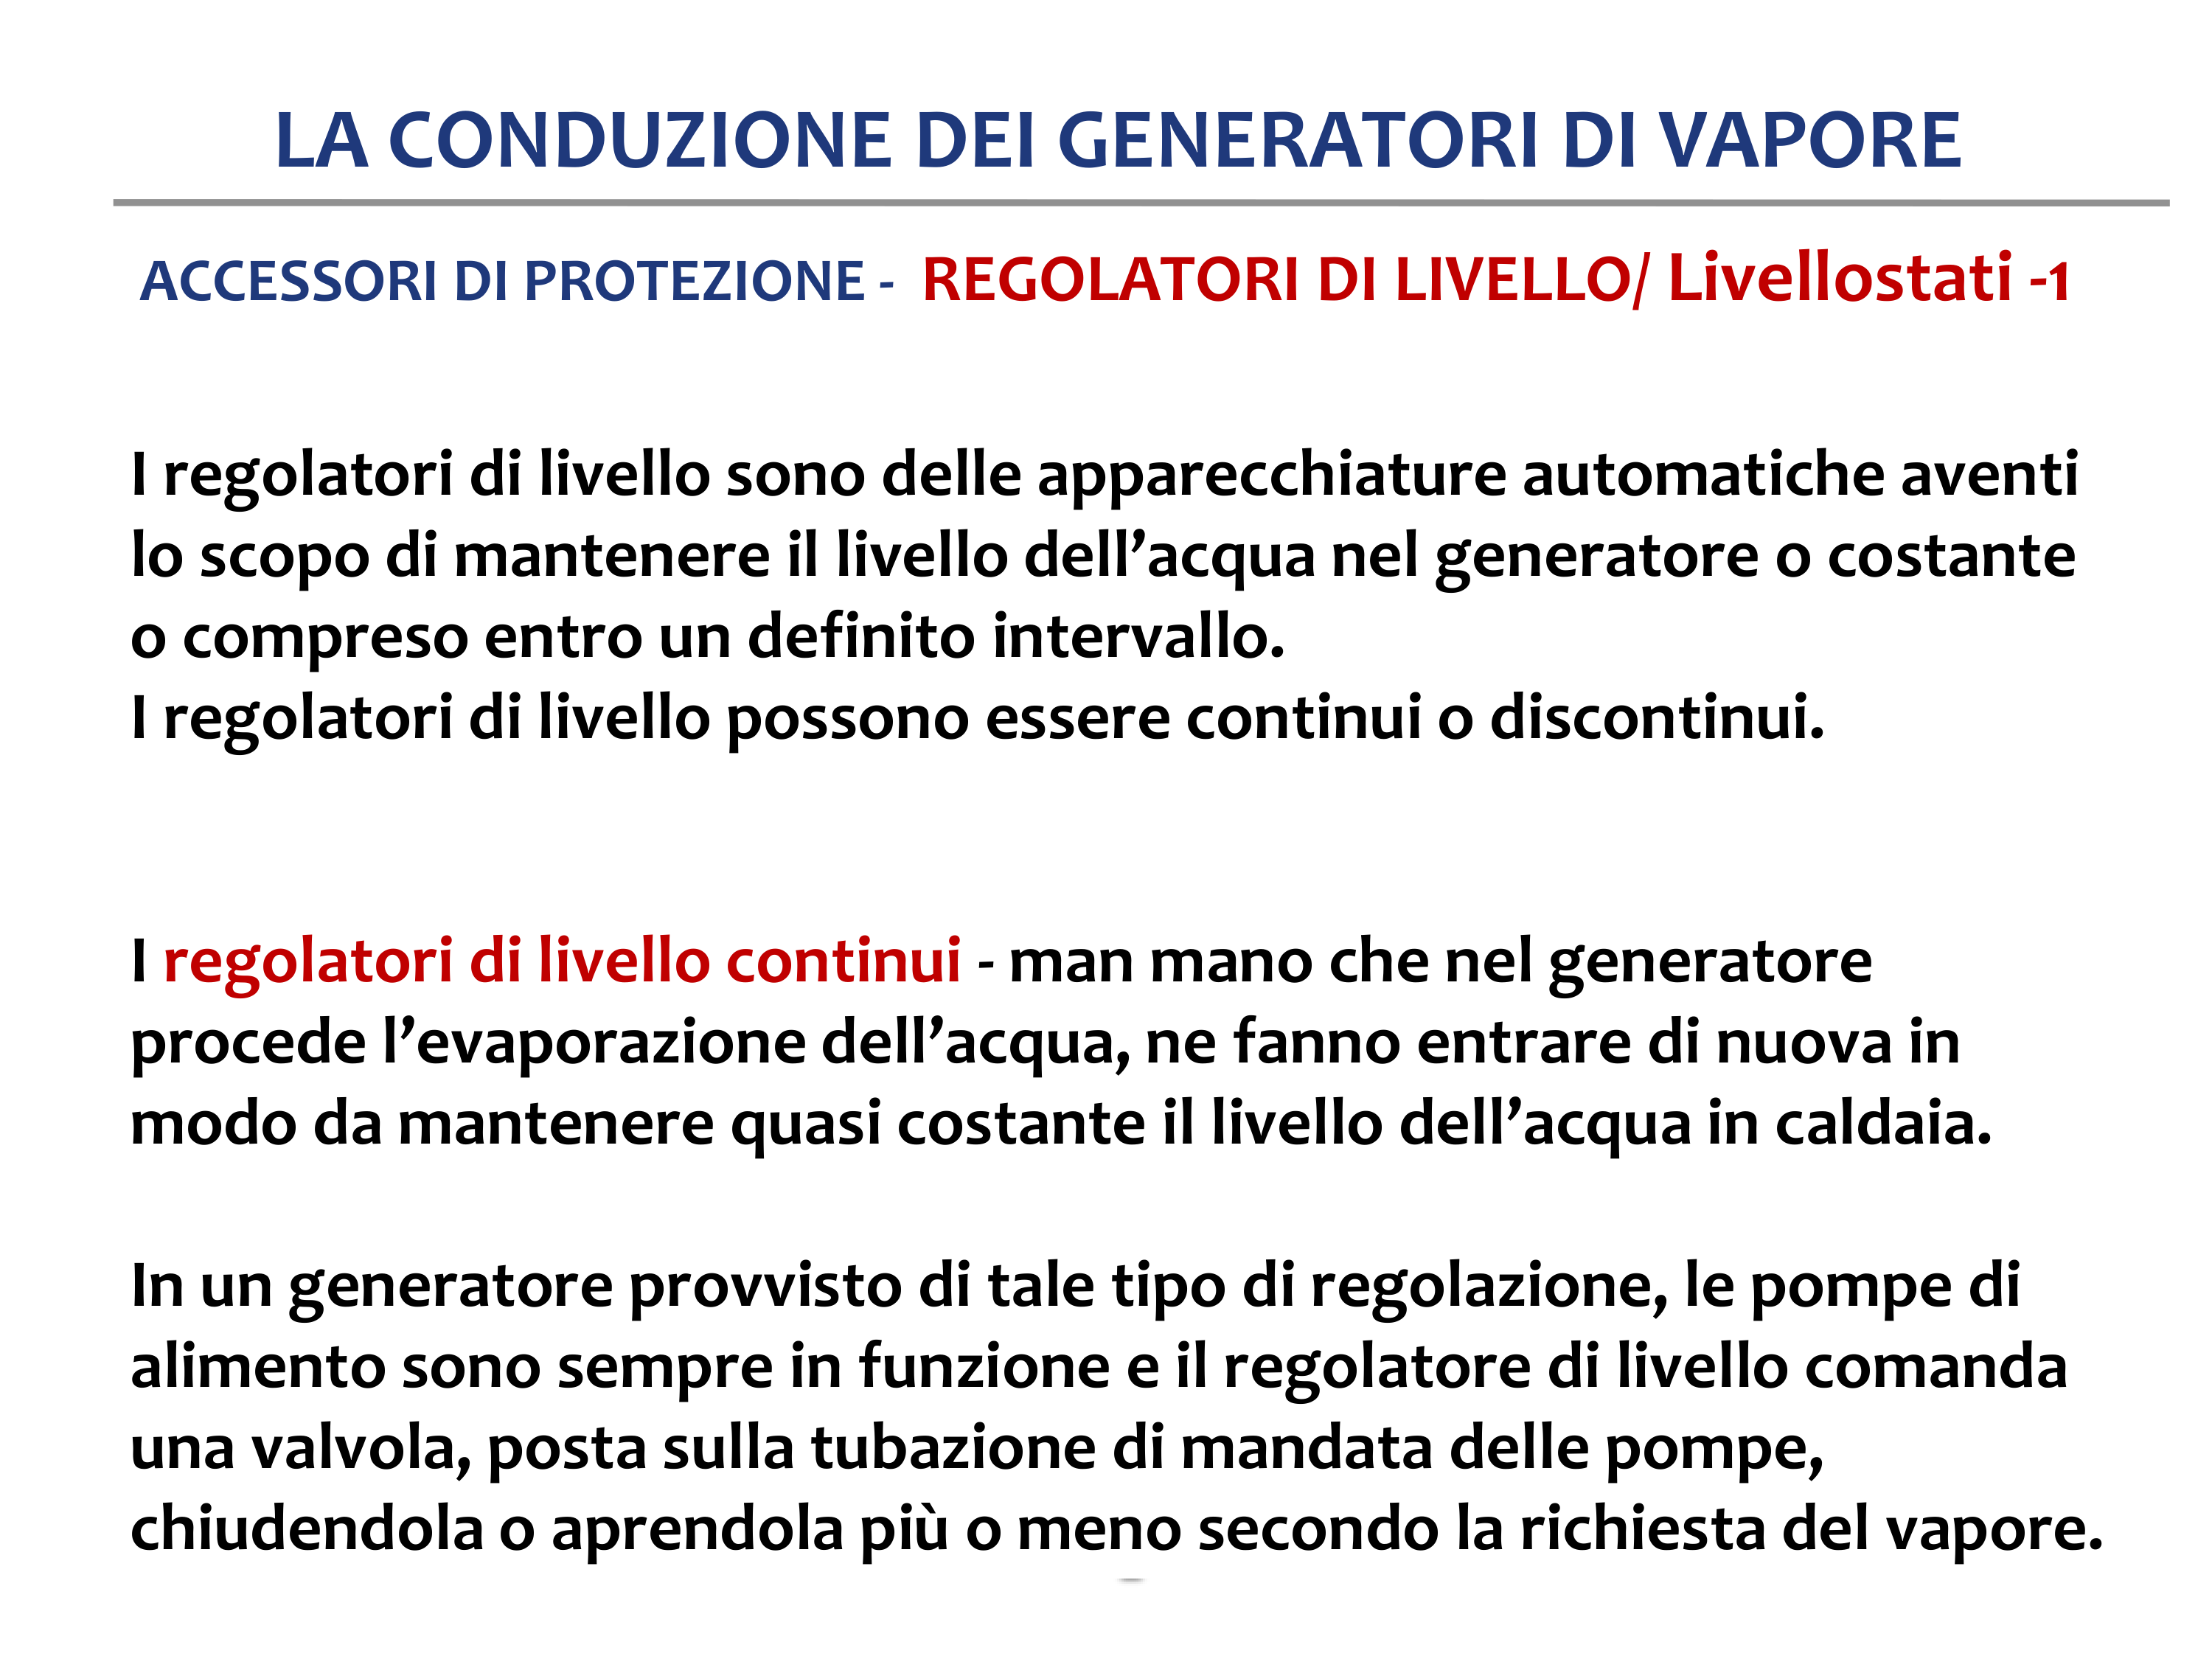 LA CONDUZIONE DEI GENERATORI DI VAPORE
ACCESSORI DI PROTEZIONE - REGOLATORI DI LIVELLO/ Livellostati -1
I regolatori di livello sono delle apparecchiature automatiche aventi
lo scopo di mantenere il livello dell’acqua nel generatore o costante
o compreso entro un definito intervallo.
I regolatori di livello possono essere continui o discontinui.
I regolatori di livello continui - man mano che nel generatore
procede l’evaporazione dell’acqua, ne fanno entrare di nuova in
modo da mantenere quasi costante il livello dell’acqua in caldaia.
In un generatore provvisto di tale tipo di regolazione, le pompe di
alimento sono sempre in funzione e il regolatore di livello comanda
una valvola, posta sulla tubazione di mandata delle pompe,
chiudendola o aprendola più o meno secondo la richiesta del vapore.